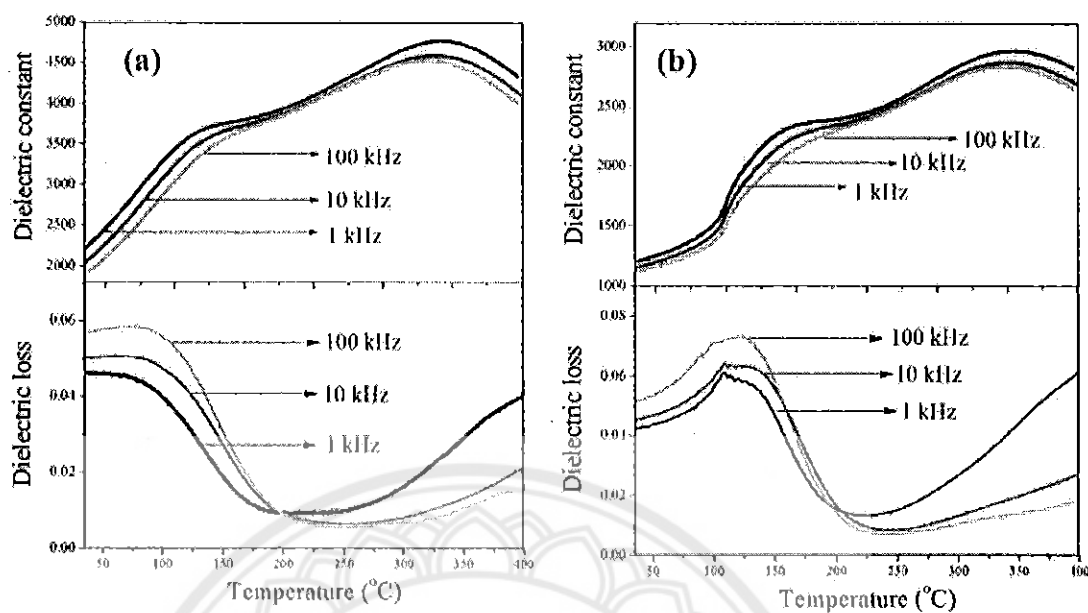 (a)
Dielectric constant
5000
4500
4000
3500
3000
2500
2000
100 kHz
10 kHz
1 kHz
Dielectric loss
0.06
0.04
0.02
0.00
100 kHz
10 kHz
1 kHz
50 100 150 200 250 300 350 400
Temperature (°C)
(b)
Dielectric constant
3000
2500
2000
1500
1000
100 kHz
10 kHz
1 kHz
Dielectric loss
0.08
0.06
0.02
0.00
100 kHz
10 kHz
1 kHz
50 100 150 200 250 300 350 400
Temperature (°C)